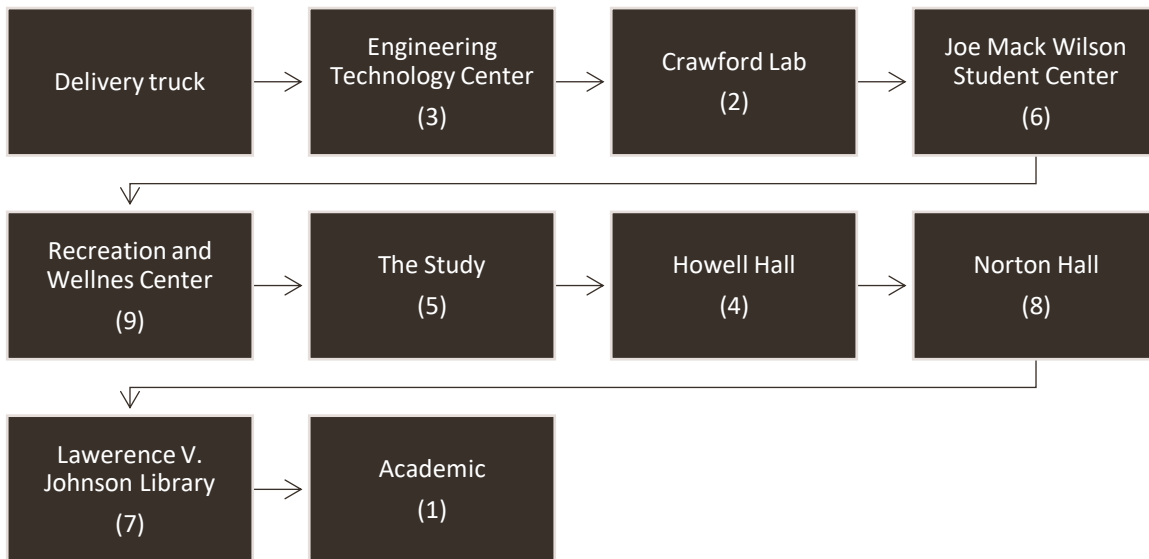 Delivery truck
Engineering
Technology Center
(3)
Crawford Lab
(2)
Joe Mack Wilson
Student Center
(6)
Recreation and
Wellnes Center
(9)
The Study
(5)
Howell Hall
(4)
Norton Hall
(8)
Lawerence V.
Johnson Library
(7)
Academic
(1)